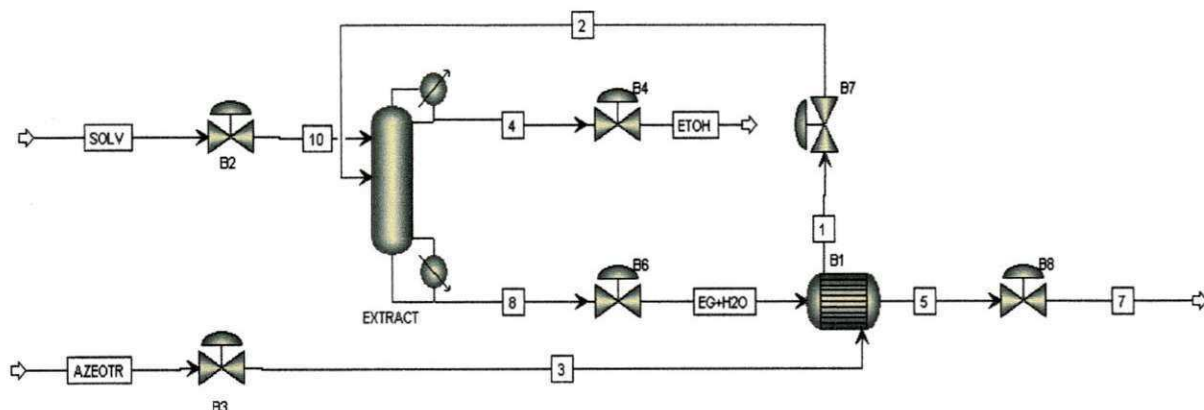 2
B7
B4
SOLV
10
4
ETOH
B2
1
B1
B6
B8
8
EG+H2O
5
7
EXTRACT
AZEOTR
3
B3